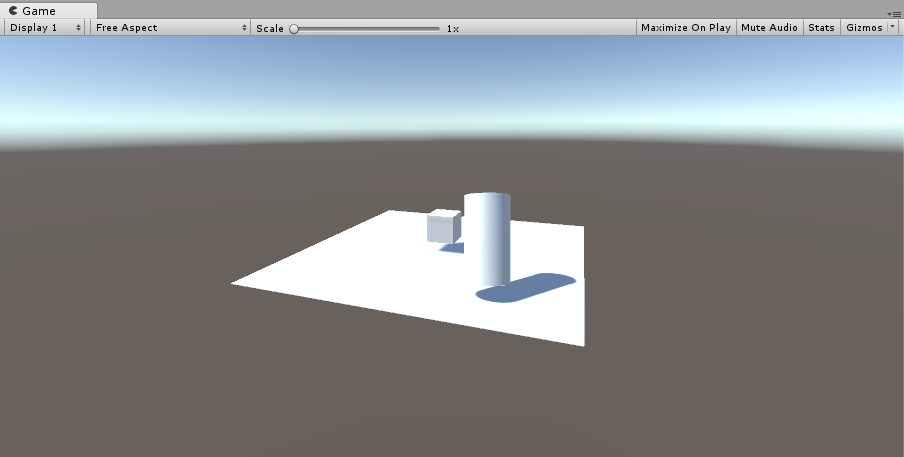 Game
Display 1 Free Aspect Scale 1x Maximize On Play Mute Audio Stats Gizmos